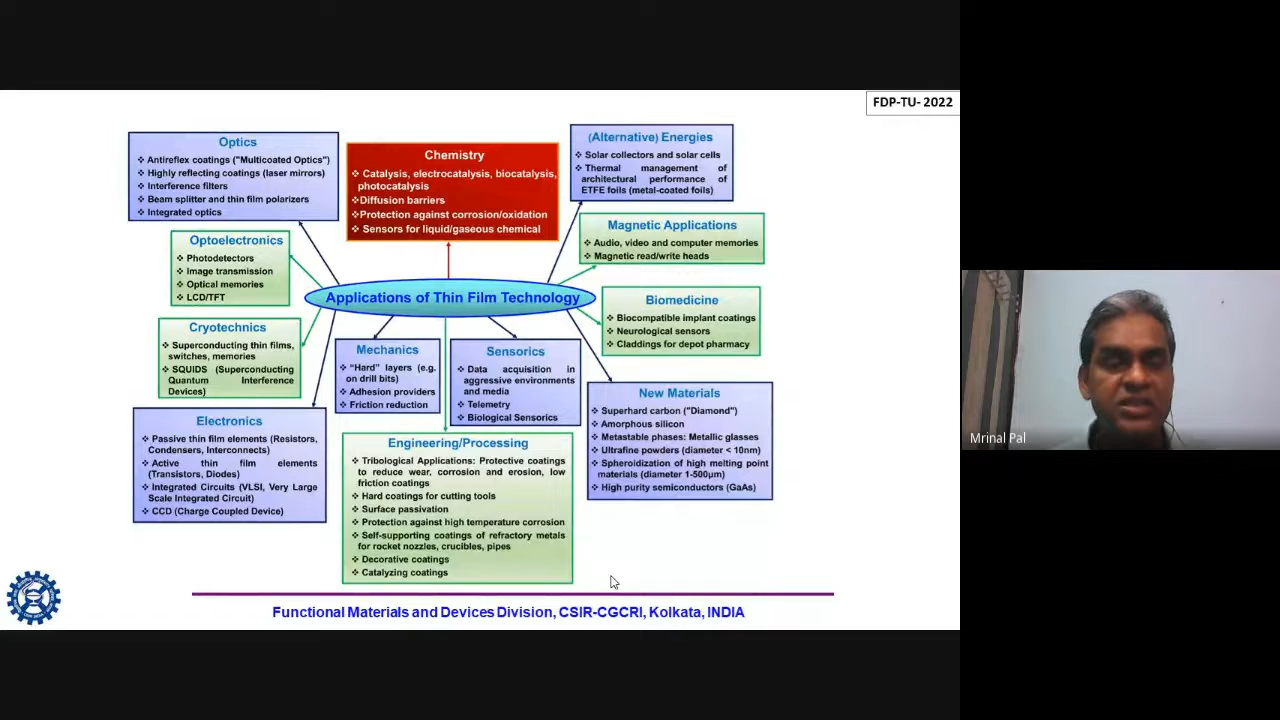 FDP-TU- 2022
Optics
❖ Antireflex coatings ("Multicoated Optics")
❖ Highly reflecting coatings (laser mirrors)
❖ Interference filters
❖ Beam splitter and thin film polarizers
❖ Integrated optics
Chemistry
❖ Catalysis, electrocatalysis, biocatalysis,
photocatalysis
❖Diffusion barriers
❖Protection against corrosion/oxidation
❖ Sensors for liquid/gaseous chemical
(Alternative) Energies
❖ Solar collectors and solar cells
❖ Thermal management of
architectural performance of
ETFE foils (metal-coated foils)
Optoelectronics
❖ Photodetectors
❖ Image transmission
❖ Optical memories
❖ LCD/TFT
Magnetic Applications
❖ Audio, video and computer memories
❖ Magnetic read/write heads
Applications of Thin Film Technology
Cryotechnics
❖ Superconducting thin films,
switches, memories
❖ SQUIDS (Superconducting
Quantum Interference
Devices)
Biomedicine
❖ Biocompatible implant coatings
❖ Neurological sensors
❖ Claddings for depot pharmacy
Mechanics
❖ “Hard” layers (e.g.
on drill bits)
❖ Adhesion providers
❖ Friction reduction
Sensorics
❖ Data acquisition in
aggressive environments
and media
❖ Telemetry
❖ Biological Sensorics
New Materials
❖ Superhard carbon ("Diamond")
❖ Amorphous silicon
❖ Metastable phases: Metallic glasses
❖ Ultrafine powders (diameter < 10nm)
❖ Spheroidization of high melting point
materials (diameter 1-500µm)
❖ High purity semiconductors (GaAs)
Electronics
❖ Passive thin film elements (Resistors,
Condensers, Interconnects)
❖ Active thin film elements
(Transistors, Diodes)
❖ Integrated Circuits (VLSI, Very Large
Scale Integrated Circuit)
❖ CCD (Charge Coupled Device)
Engineering/Processing
❖ Tribological Applications: Protective coatings
to reduce wear, corrosion and erosion, low
friction coatings
❖ Hard coatings for cutting tools
❖ Surface passivation
❖ Protection against high temperature corrosion
❖ Self-supporting coatings of refractory metals
for rocket nozzles, crucibles, pipes
❖ Decorative coatings
❖ Catalyzing coatings
Functional Materials and Devices Division, CSIR-CGCRI, Kolkata, INDIA
Mrinal Pal